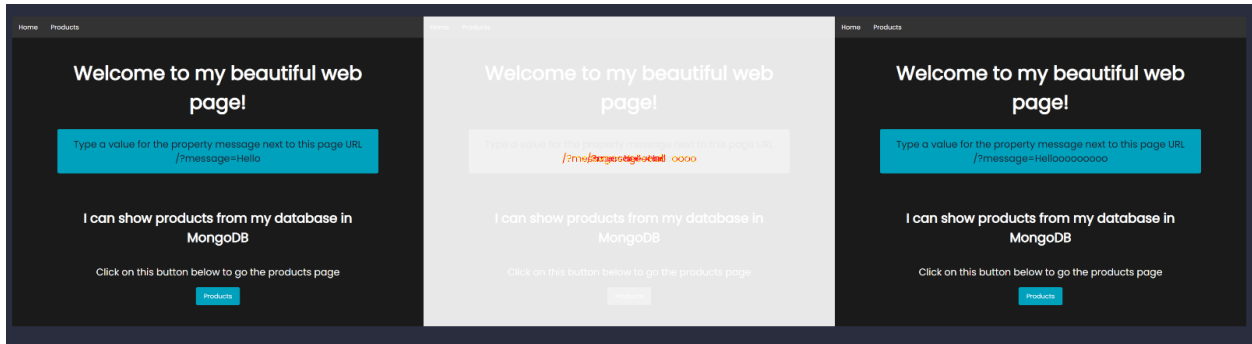 Home Products
Welcome to my beautiful web
page!
Type a value for the property message next to this page URL
/?message=Hello
I can show products from my database in
MongoDB
Click on this button below to go the products page
Products
Home Products
Welcome to my beautiful web
page!
Type a value for the property message next to this page URL
I can show products from my database in
MongoDB
Click on this button below to go the products page
Products
Home Products
Welcome to my beautiful web
page!
Type a value for the property message next to this page URL
/?message=Hellooooooooo
I can show products from my database in
MongoDB
Click on this button below to go the products page
Products